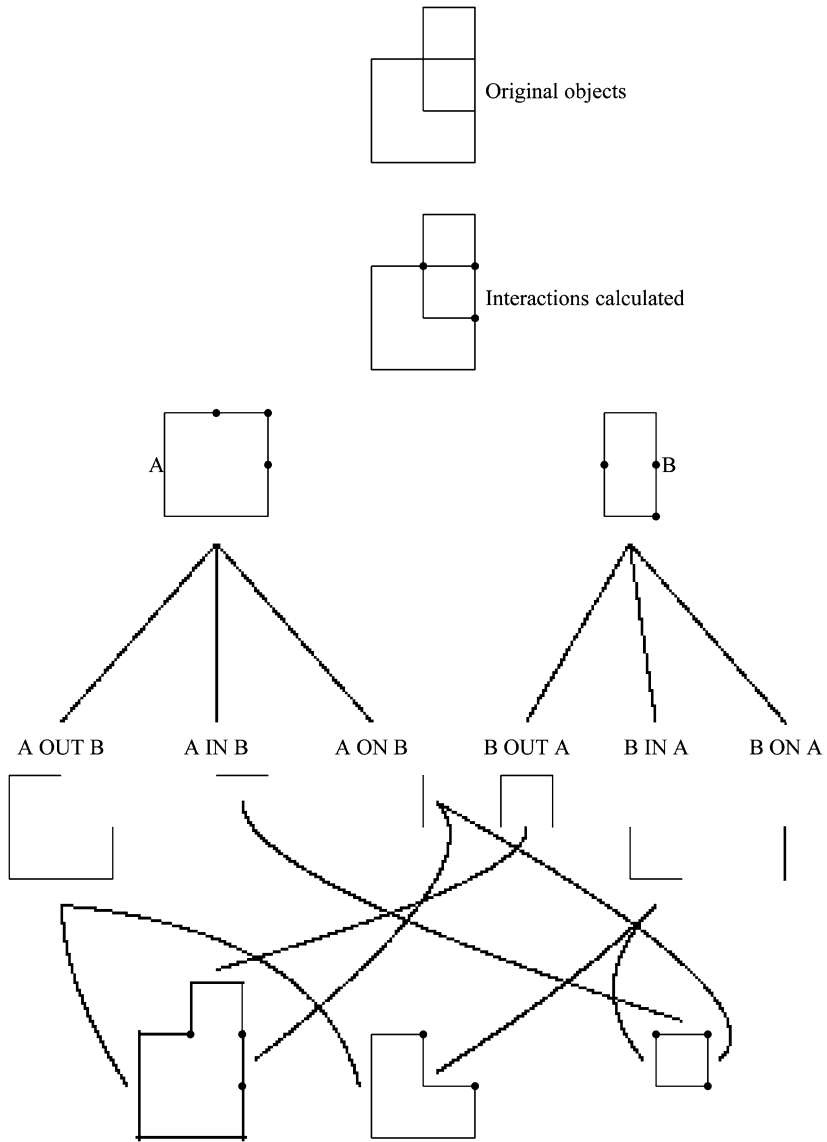 Original objects
Interactions calculated
A
B
A OUT B A IN B A ON B B OUT A B IN A B ON A